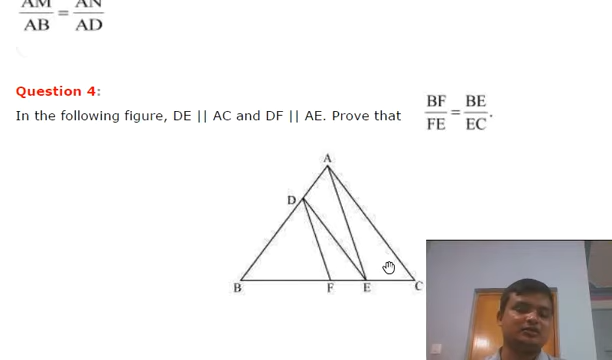 AM/AB = AN/AD
Question 4:
In the following figure, DE || AC and DF || AE. Prove that BF/FE = BE/EC.
A
D
B F E C